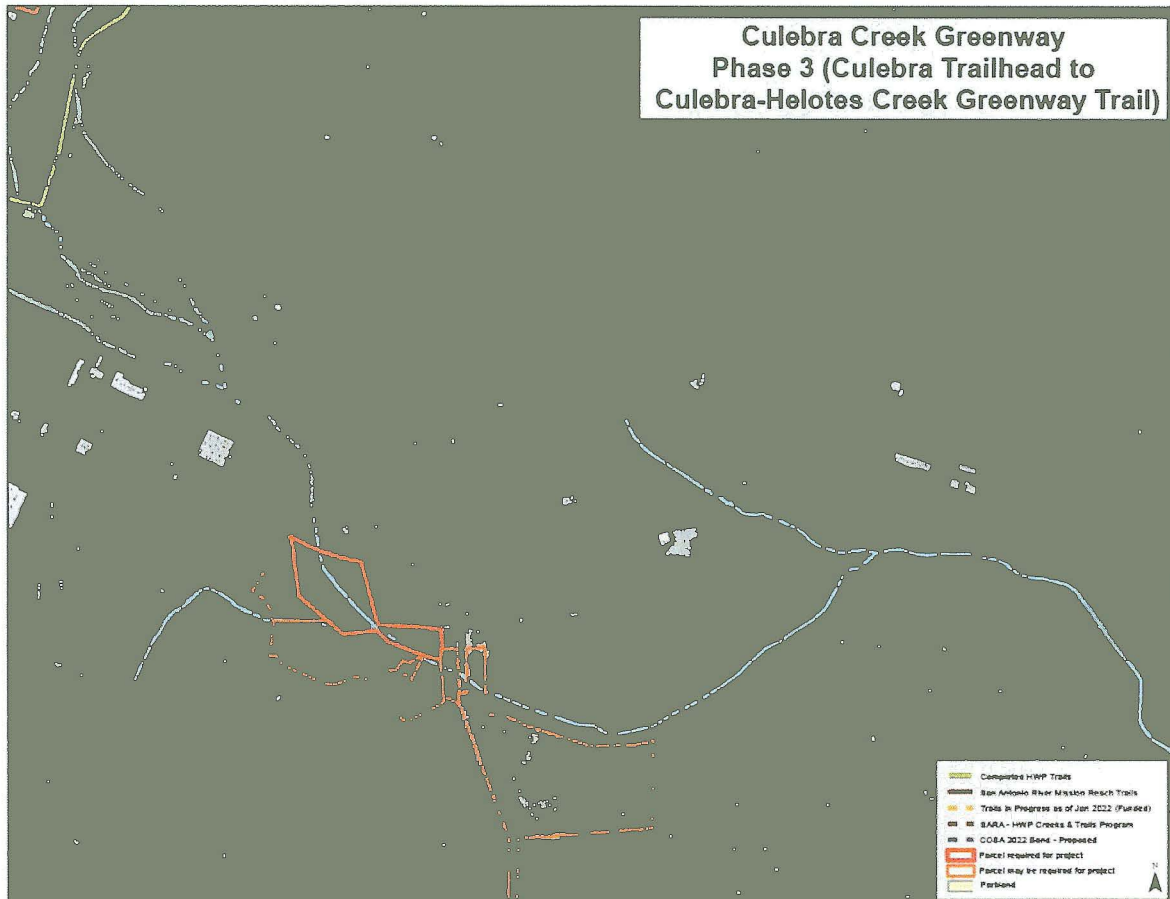 Culebra Creek Greenway
Phase 3 (Culebra Trailhead to
Culebra-Helotes Creek Greenway Trail)
Completed HWP Trails
San Antonio River Mission Reach Trails
Trails in Progress as of Jan 2022 (Funded)
SARA - HWP Creeks & Trails Program
COSA 2022 Bond - Proposed
Parcel required for project
Parcel may be required for project
Parkland
N